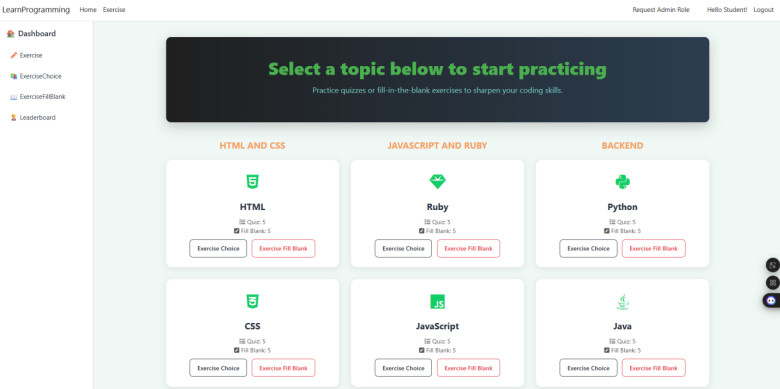 LearnProgramming Home Exercise Request Admin Role Hello Student! Logout
Dashboard
Exercise
ExerciseChoice
ExerciseFillBlank
Leaderboard
Select a topic below to start practicing
Practice quizzes or fill-in-the-blank exercises to sharpen your coding skills.
HTML AND CSS
HTML
Quiz: 5
Fill Blank: 5
Exercise Choice Exercise Fill Blank
CSS
Quiz: 5
Fill Blank: 5
Exercise Choice Exercise Fill Blank
JAVASCRIPT AND RUBY
Ruby
Quiz: 5
Fill Blank: 5
Exercise Choice Exercise Fill Blank
JS
JavaScript
Quiz: 5
Fill Blank: 5
Exercise Choice Exercise Fill Blank
BACKEND
Python
Quiz: 5
Fill Blank: 5
Exercise Choice Exercise Fill Blank
Java
Quiz: 5
Fill Blank: 5
Exercise Choice Exercise Fill Blank